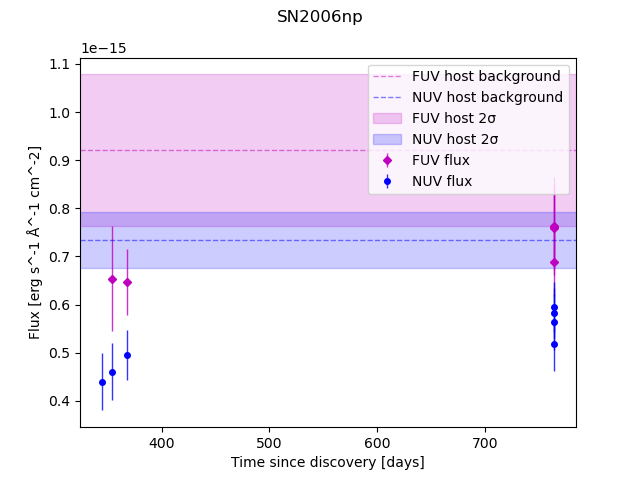 SN2006np
1e−15
FUV host background
NUV host background
FUV host 2σ
NUV host 2σ
FUV flux
NUV flux
1.1
1.0
0.9
0.8
0.7
0.6
0.5
0.4
Flux [erg s^-1 Å^-1 cm^-2]
400
500
600
700
Time since discovery [days]